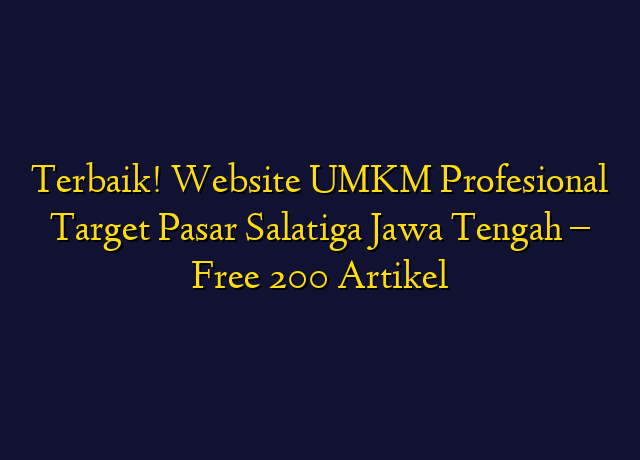 Terbaik! Website UMKM Profesional
Target Pasar Salatiga Jawa Tengah –
Free 200 Artikel